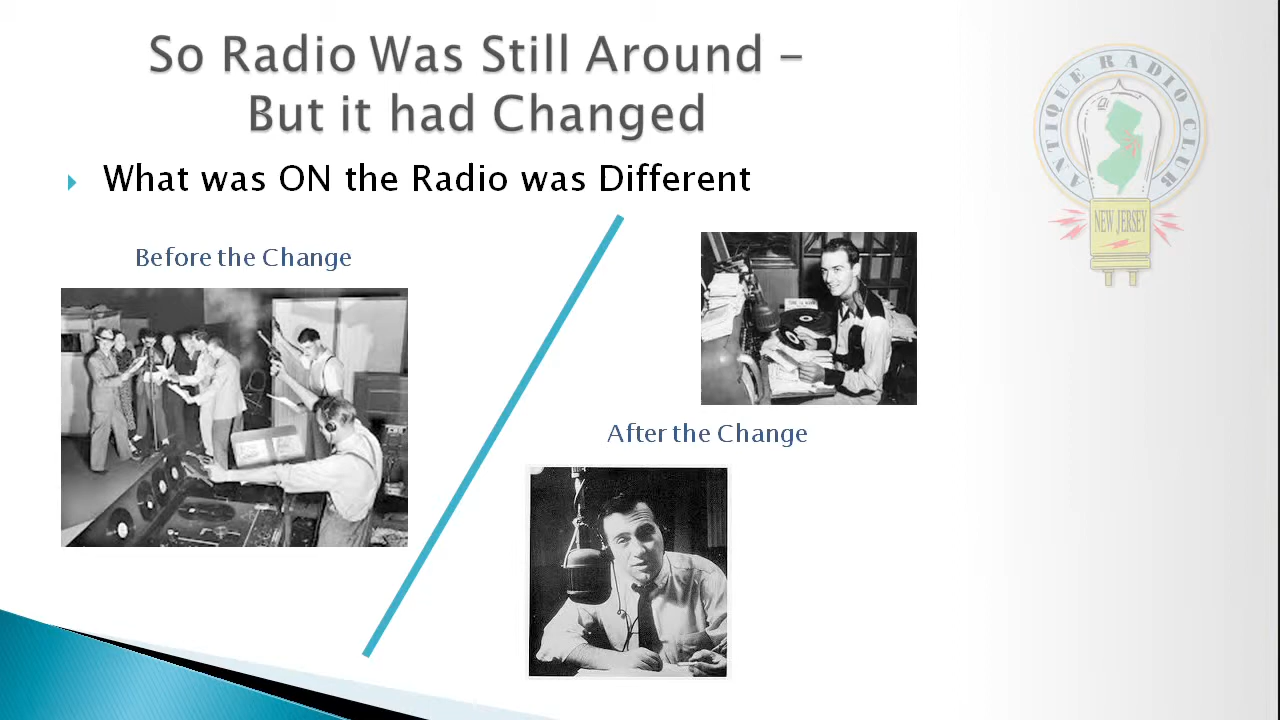 So Radio Was Still Around –
But it had Changed
What was ON the Radio was Different
Before the Change
After the Change
ANTIQUE RADIO CLUB
NEW JERSEY